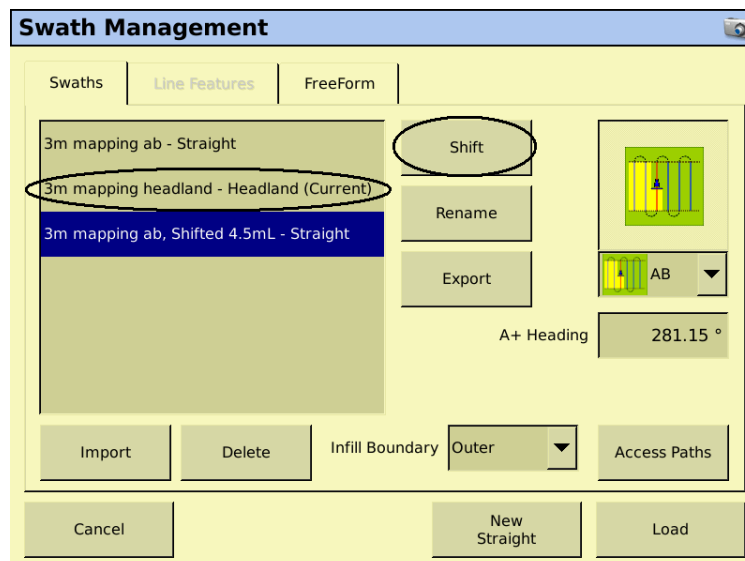 Swath Management
Swaths
Line Features
FreeForm
3m mapping ab - Straight
3m mapping headland - Headland (Current)
3m mapping ab, Shifted 4.5mL - Straight
Shift
Rename
Export
AB
A+ Heading
281.15 °
Import
Delete
Infill Boundary
Outer
Access Paths
Cancel
New
Straight
Load